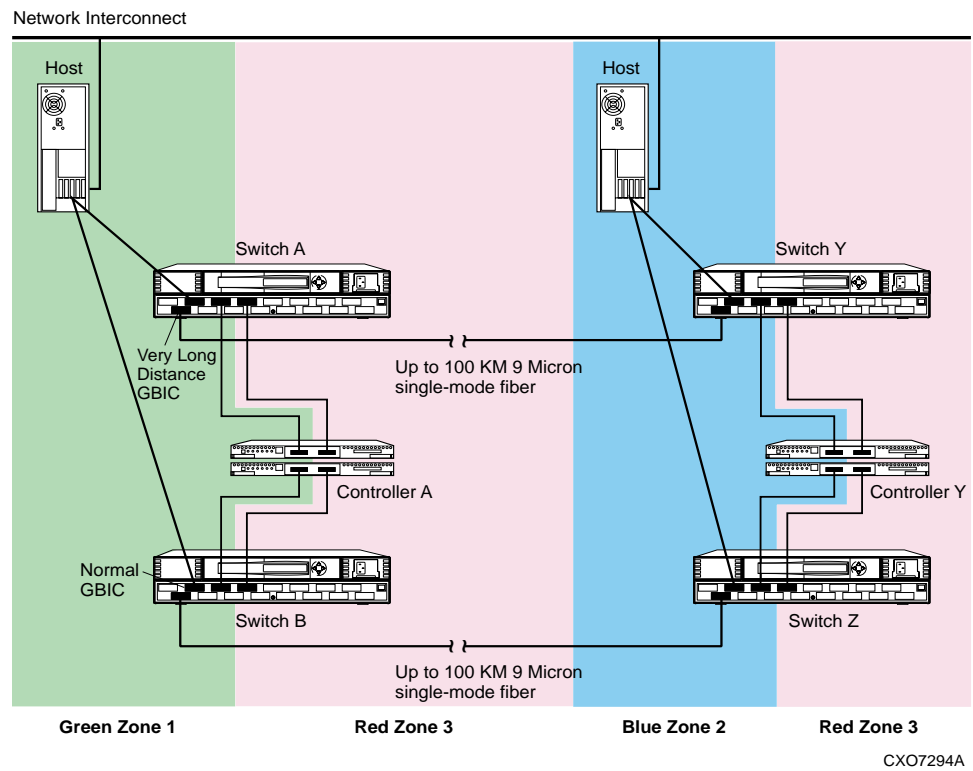 Network Interconnect
Host
Host
Switch A
Switch Y
Very Long
Distance
GBIC
Up to 100 KM 9 Micron
single-mode fiber
Controller A
Controller Y
Normal
GBIC
Switch B
Switch Z
Up to 100 KM 9 Micron
single-mode fiber
Green Zone 1
Red Zone 3
Blue Zone 2
Red Zone 3
CXO7294A